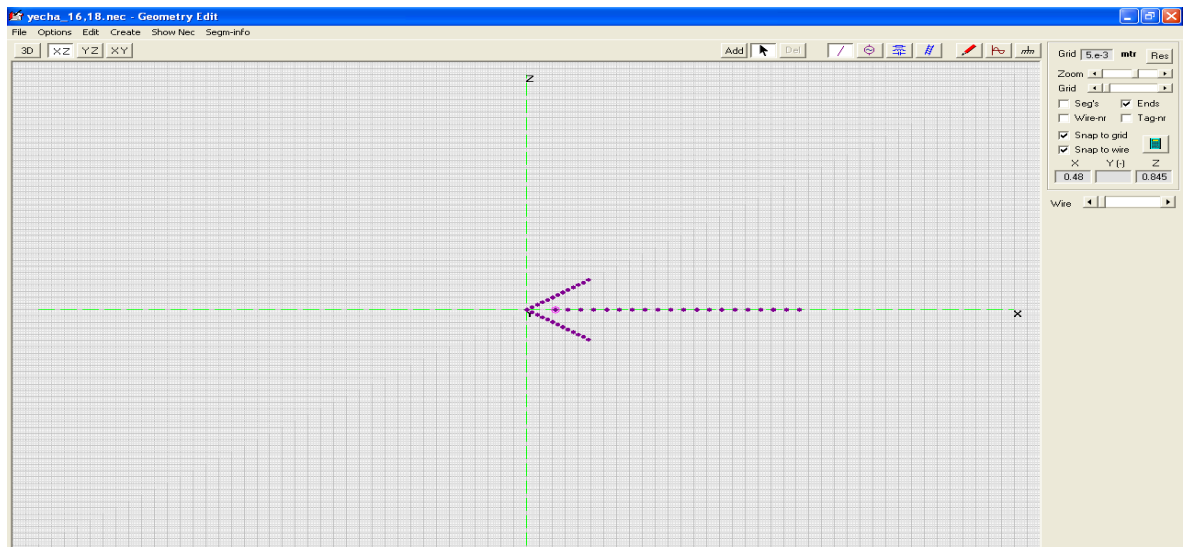 yecha_16,18.nec - Geometry Edit
File Options Edit Create Show Nec Segm-info
3D XZ YZ XY Add Del
Grid 5.e-3 mtr Res
Zoom
Grid
Seg's Ends
Wire-nr Tag-nr
Snap to grid
Snap to wire
X Y (-) Z
0.48 0.845
Wire
Z
Y
X